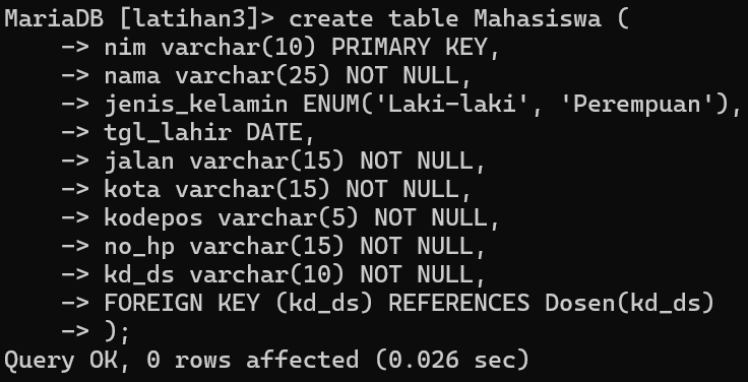 MariaDB [latihan3]> create table Mahasiswa (
    -> nim varchar(10) PRIMARY KEY,
    -> nama varchar(25) NOT NULL,
    -> jenis_kelamin ENUM('Laki-laki', 'Perempuan'),
    -> tgl_lahir DATE,
    -> jalan varchar(15) NOT NULL,
    -> kota varchar(15) NOT NULL,
    -> kodepos varchar(5) NOT NULL,
    -> no_hp varchar(15) NOT NULL,
    -> kd_ds varchar(10) NOT NULL,
    -> FOREIGN KEY (kd_ds) REFERENCES Dosen(kd_ds)
    -> );
Query OK, 0 rows affected (0.026 sec)